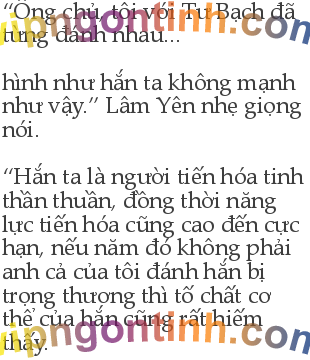 “Ông chủ, tôi với Tư Bạch đã
từng đánh nhau...
hình như hắn ta không mạnh
như vậy.” Lâm Yên nhẹ giọng
nói.
“Hắn ta là người tiến hóa tinh
thần thuần, đồng thời năng
lực tiến hóa cũng cao đến cực
hạn, nếu năm đó không phải
anh cả của tôi đánh hắn bị
trọng thương thì tố chất cơ
thể của hắn cũng rất hiếm
thấy.
vipngontinh.com
vipngontinh.com